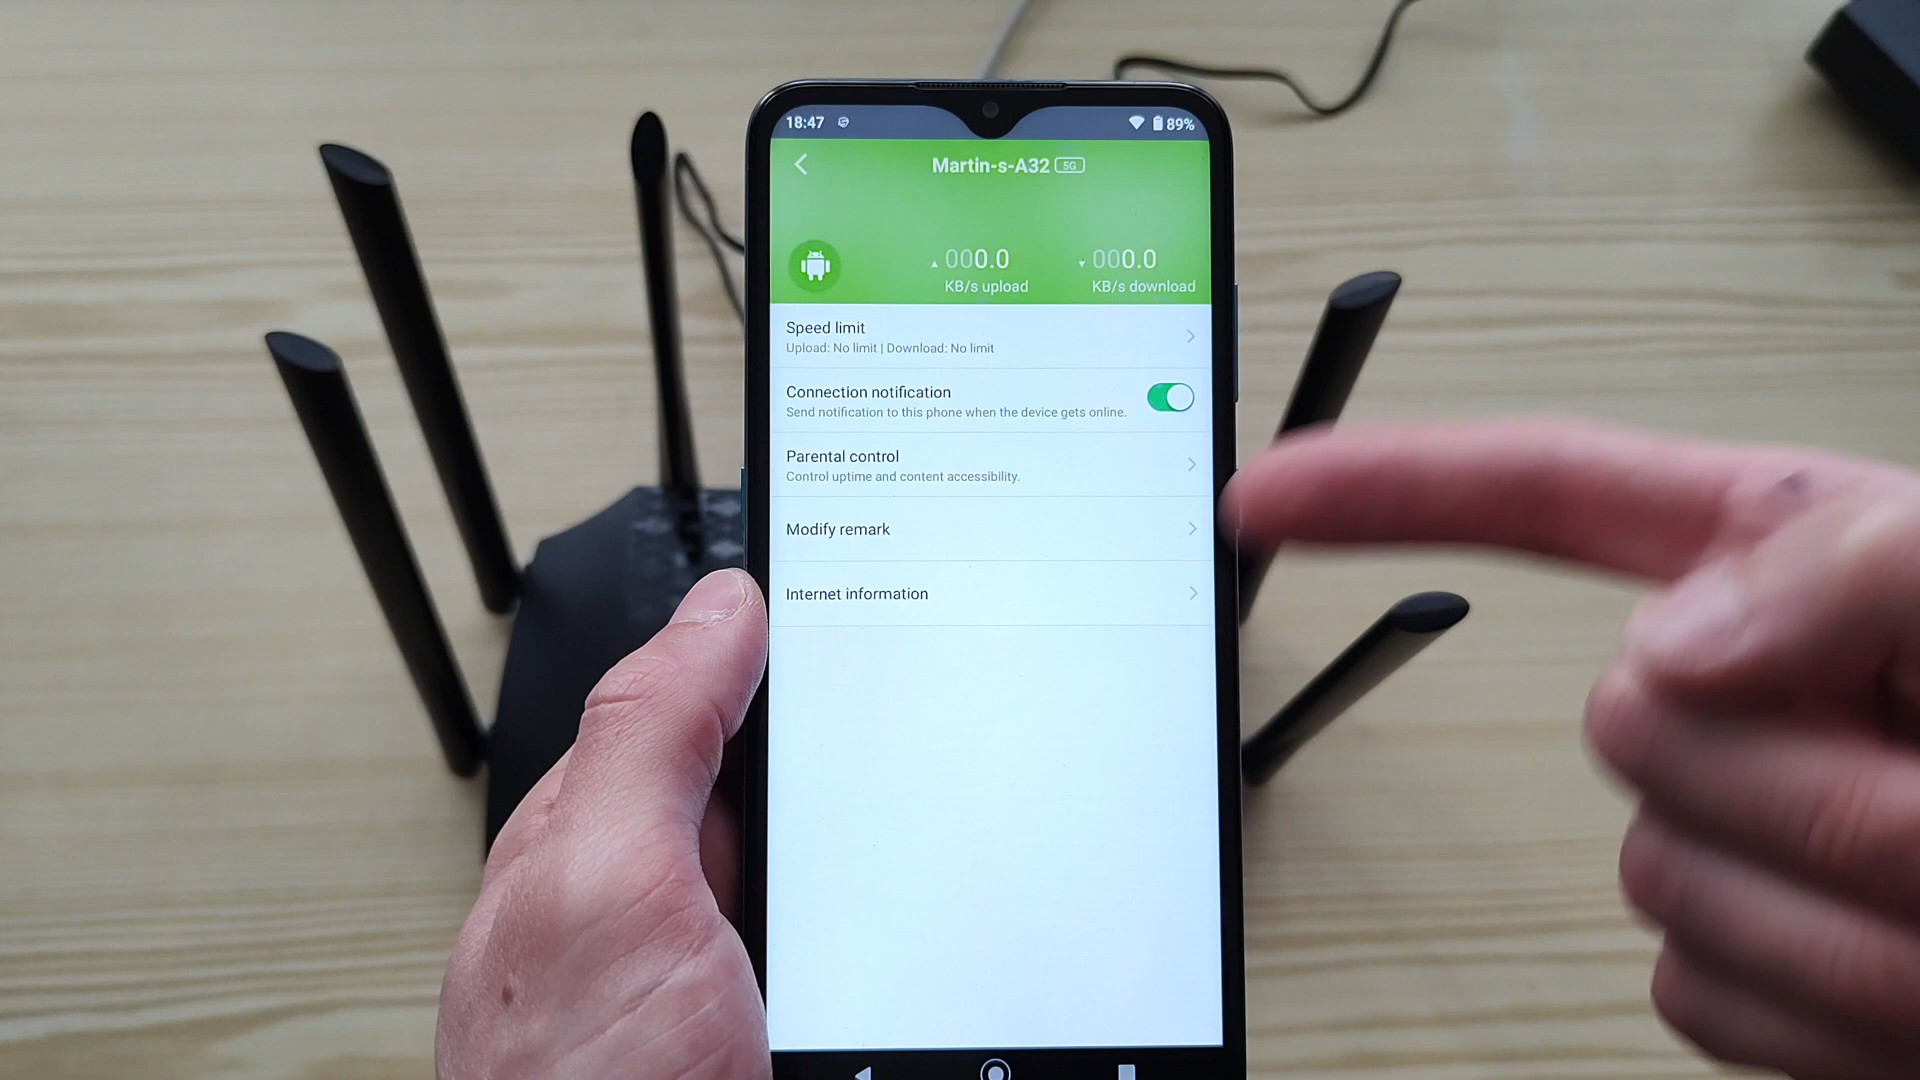 18:47 89%
Martin-s-A32 5G
000.0 000.0
KB/s upload KB/s download
Speed limit
Upload: No limit | Download: No limit
Connection notification
Send notification to this phone when the device gets online.
Parental control
Control uptime and content accessibility.
Modify remark
Internet information